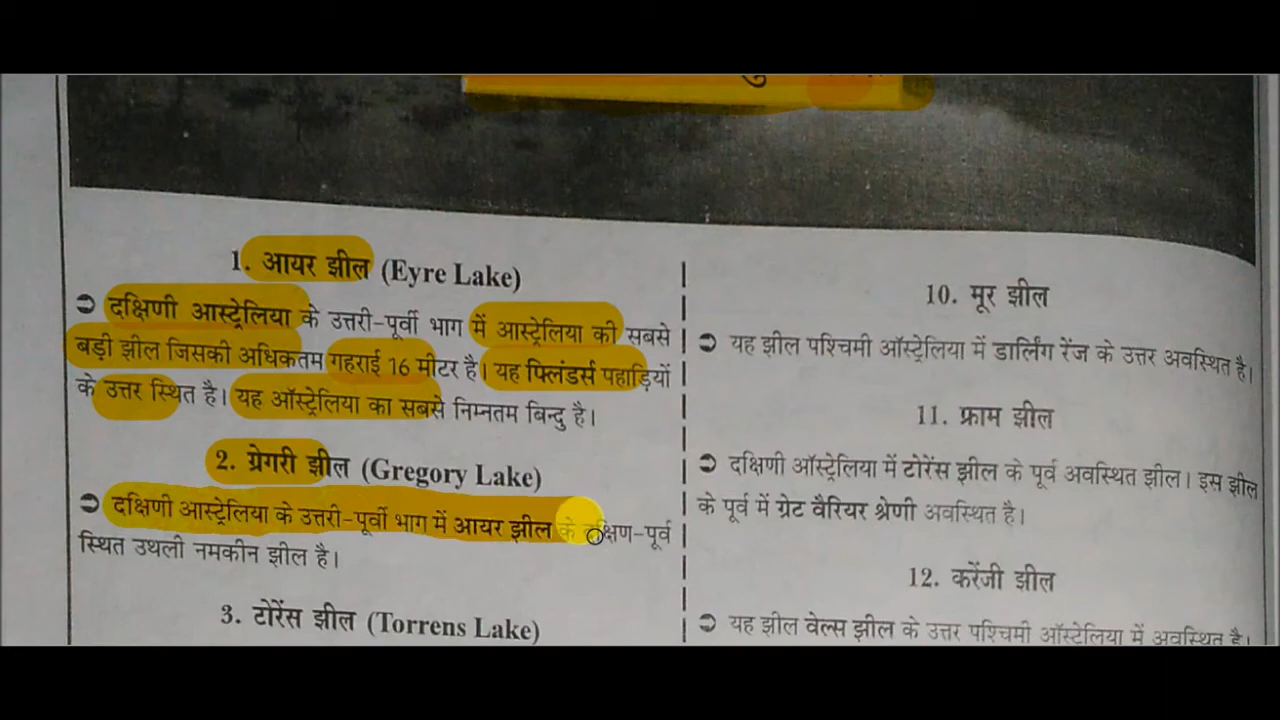 1. आयर झील (Eyre Lake)
➲ दक्षिणी आस्ट्रेलिया के उत्तरी-पूर्वी भाग में आस्ट्रेलिया की सबसे
बड़ी झील जिसकी अधिकतम गहराई 16 मीटर है। यह फ्लिंडर्स पहाड़ियों
के उत्तर स्थित है। यह ऑस्ट्रेलिया का सबसे निम्नतम बिन्दु है।
2. ग्रेगरी झील (Gregory Lake)
➲ दक्षिणी आस्ट्रेलिया के उत्तरी-पूर्वी भाग में आयर झील के दक्षिण-पूर्व
स्थित उथली नमकीन झील है।
3. टोरेंस झील (Torrens Lake)
10. मूर झील
➲ यह झील पश्चिमी ऑस्ट्रेलिया में डार्लिंग रेंज के उत्तर अवस्थित है।
11. फ्राम झील
➲ दक्षिणी ऑस्ट्रेलिया में टोरेंस झील के पूर्व अवस्थित झील। इस झील
के पूर्व में ग्रेट वैरियर श्रेणी अवस्थित है।
12. करेंजी झील
➲ यह झील वेल्स झील के उत्तर पश्चिमी ऑस्टेलिया में अवस्थित है।